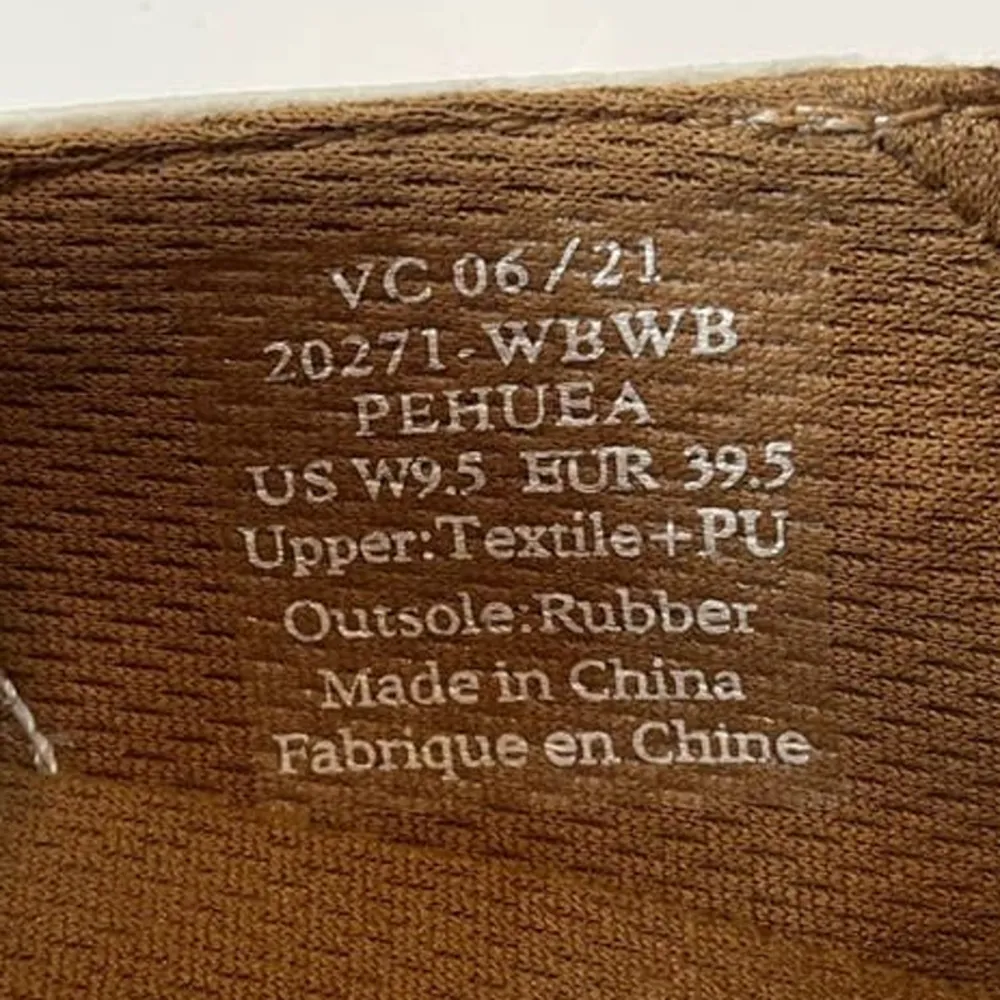 VC 06/21
20271-WBWB
PEHUEA
US W9.5 EUR 39.5
Upper:Textile+PU
Outsole:Rubber
Made in China
Fabrique en Chine